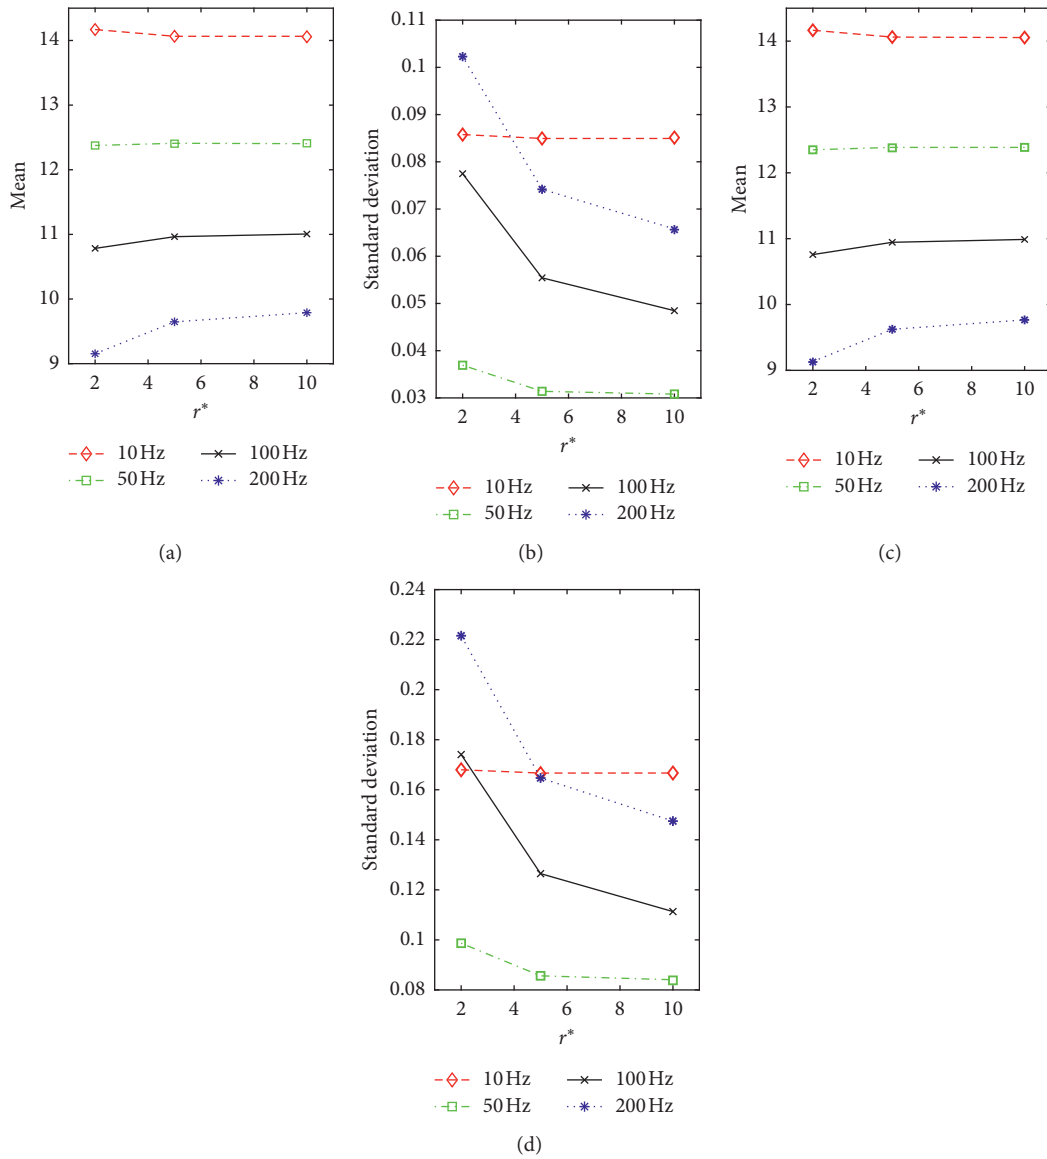 14
13
12
11
10
9
Mean
2 4 6 8 10
r*
10 Hz 100 Hz
50 Hz 200 Hz
(a)
0.11
0.1
0.09
0.08
0.07
0.06
0.05
0.04
0.03
Standard deviation
2 4 6 8 10
r*
10 Hz 100 Hz
50 Hz 200 Hz
(b)
14
13
12
11
10
9
Mean
2 4 6 8 10
r*
10 Hz 100 Hz
50 Hz 200 Hz
(c)
0.24
0.22
0.2
0.18
0.16
0.14
0.12
0.1
0.08
Standard deviation
2 4 6 8 10
r*
10 Hz 100 Hz
50 Hz 200 Hz
(d)